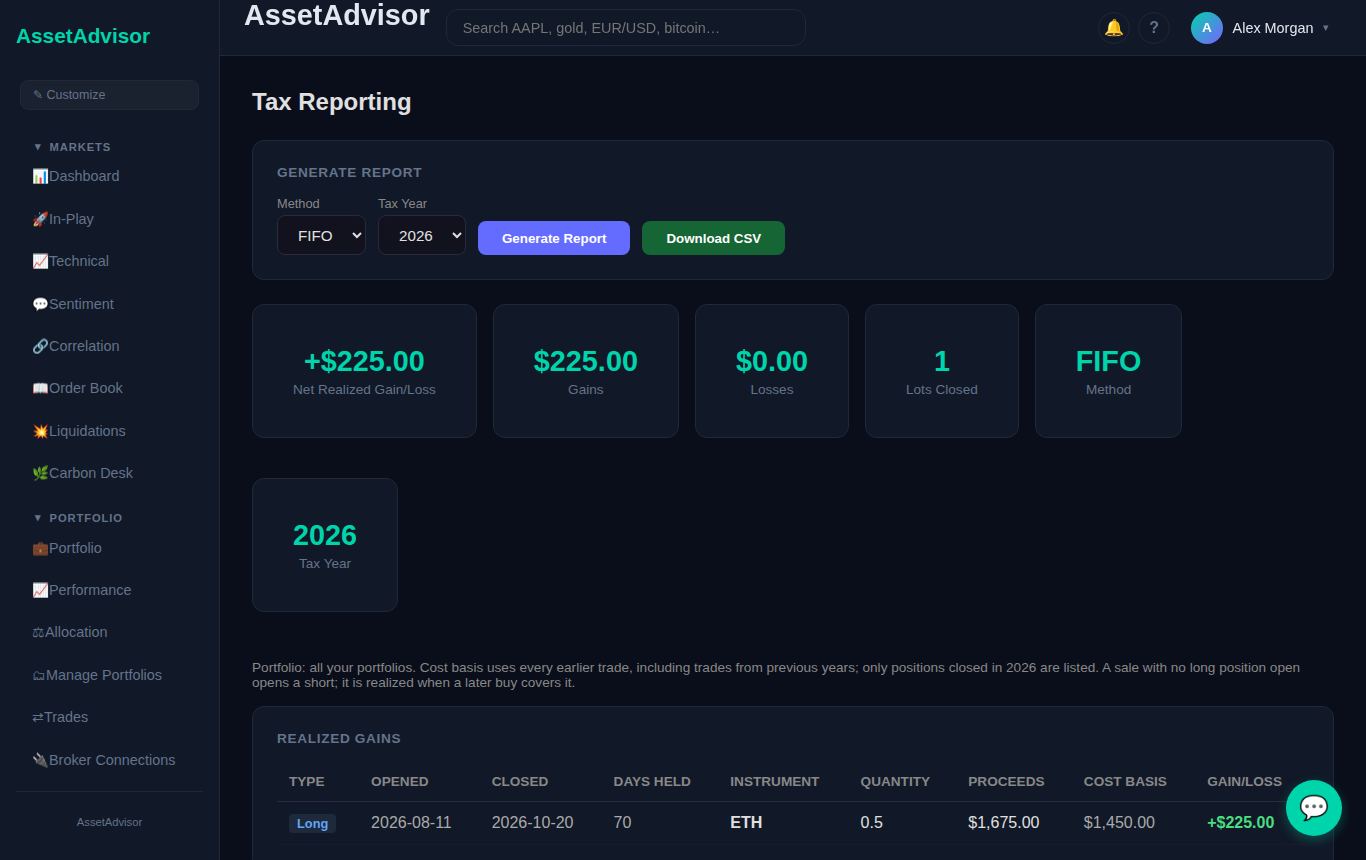 AssetAdvisor
✎ Customize
▼ MARKETS
Dashboard
In-Play
Technical
Sentiment
Correlation
Order Book
Liquidations
Carbon Desk
▼ PORTFOLIO
Portfolio
Performance
Allocation
Manage Portfolios
Trades
Broker Connections
AssetAdvisor
AssetAdvisor
Search AAPL, gold, EUR/USD, bitcoin…
?
A Alex Morgan ▾
Tax Reporting
GENERATE REPORT
Method Tax Year
FIFO 2026 Generate Report Download CSV
+$225.00 $225.00 $0.00 1 FIFO
Net Realized Gain/Loss Gains Losses Lots Closed Method
2026
Tax Year
Portfolio: all your portfolios. Cost basis uses every earlier trade, including trades from previous years; only positions closed in 2026 are listed. A sale with no long position open
opens a short; it is realized when a later buy covers it.
REALIZED GAINS
TYPE OPENED CLOSED DAYS HELD INSTRUMENT QUANTITY PROCEEDS COST BASIS GAIN/LOSS
Long 2026-08-11 2026-10-20 70 ETH 0.5 $1,675.00 $1,450.00 +$225.00